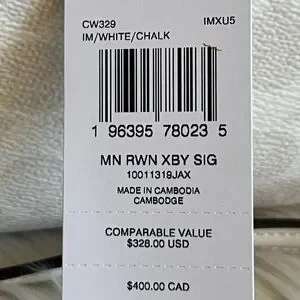 CW329 IMXU5
IM/WHITE/CHALK
1 96395 78023 5
MN RWN XBY SIG
10011319JAX
MADE IN CAMBODIA
CAMBODGE
COMPARABLE VALUE
$328.00 USD
$400.00 CAD